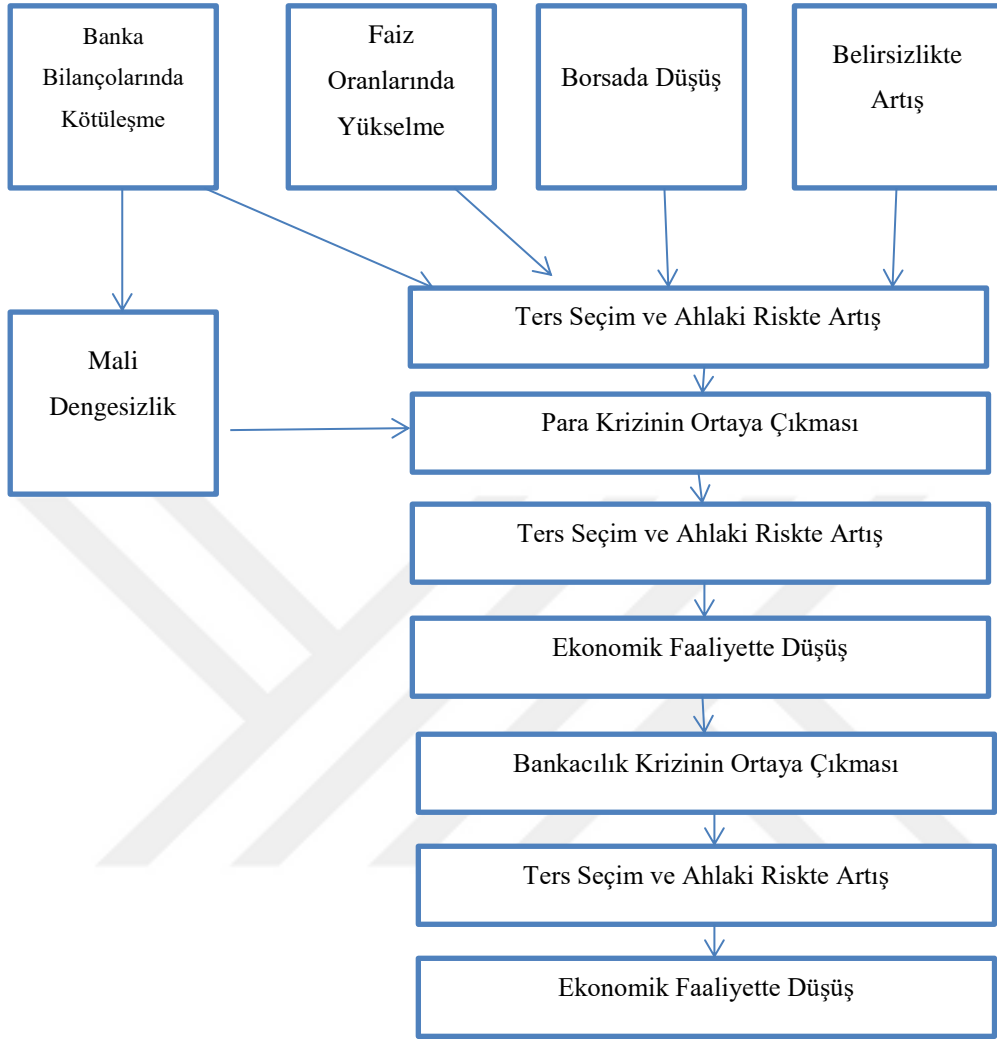 Banka
Bilançolarında
Kötüleşme
Faiz
Oranlarında
Yükselme
Borsada Düşüş
Belirsizlikte
Artış
Ters Seçim ve Ahlaki Riskte Artış
Mali
Dengesizlik
Para Krizinin Ortaya Çıkması
Ters Seçim ve Ahlaki Riskte Artış
Ekonomik Faaliyette Düşüş
Bankacılık Krizinin Ortaya Çıkması
Ters Seçim ve Ahlaki Riskte Artış
Ekonomik Faaliyette Düşüş